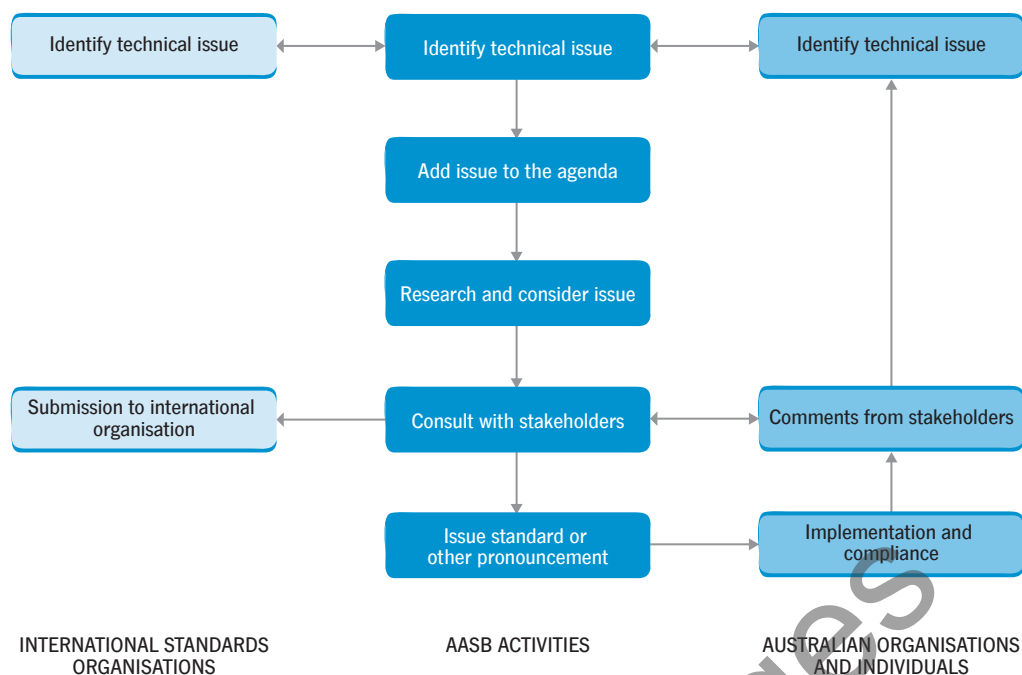 Identify technical issue
Identify technical issue
Identify technical issue
Add issue to the agenda
Research and consider issue
Submission to international
organisation
Consult with stakeholders
Comments from stakeholders
Issue standard or
other pronouncement
Implementation and
compliance
INTERNATIONAL STANDARDS
ORGANISATIONS
AASB ACTIVITIES
AUSTRALIAN ORGANISATIONS
AND INDIVIDUALS